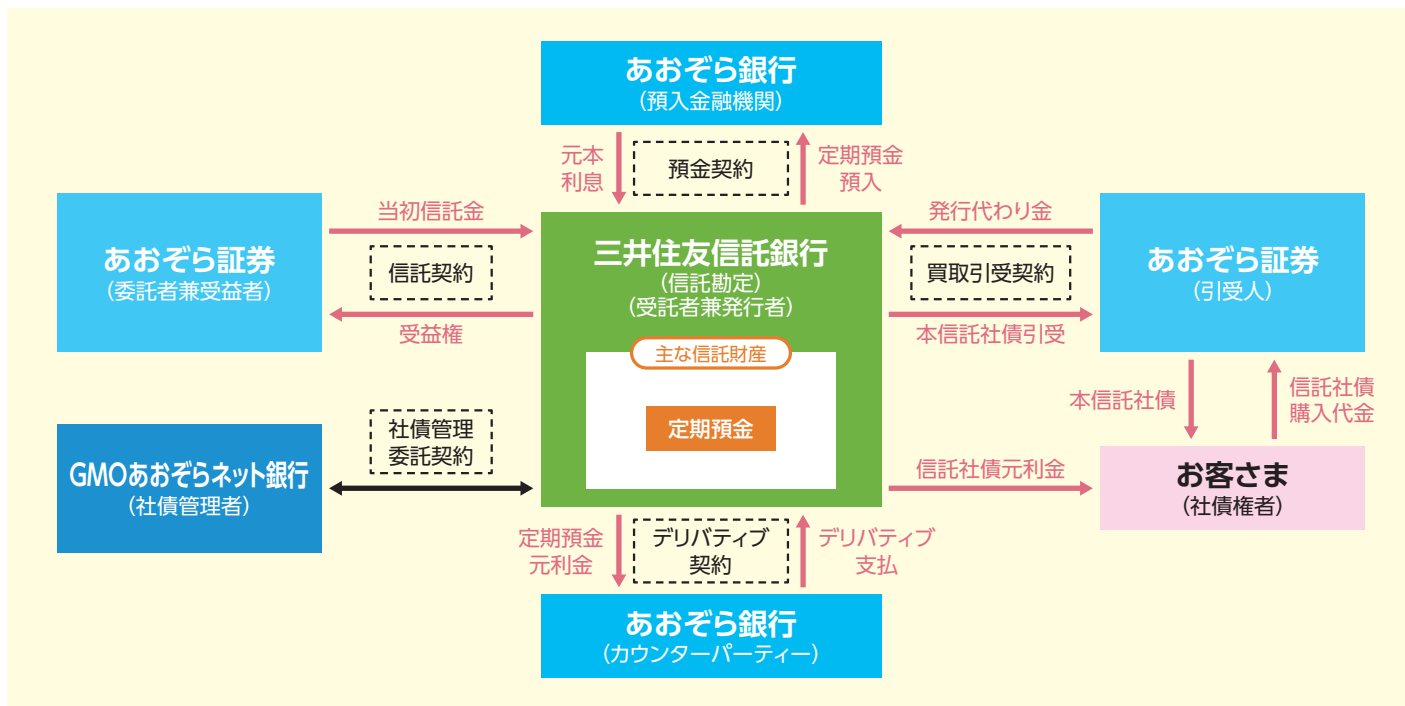 あおぞら銀行
（預入金融機関）
元本
利息
預金契約
定期預金
預入
あおぞら証券
（委託者兼受益者）
当初信託金
信託契約
受益権
三井住友信託銀行
（信託勘定）
（受託者兼発行者）
主な信託財産
定期預金
発行代わり金
買取引受契約
本信託社債引受
あおぞら証券
（引受人）
本信託社債
信託社債
購入代金
GMOあおぞらネット銀行
（社債管理者）
社債管理
委託契約
信託社債元利金
お客さま
（社債権者）
定期預金
元利金
デリバティブ
契約
デリバティブ
支払
あおぞら銀行
（カウンターパーティー）